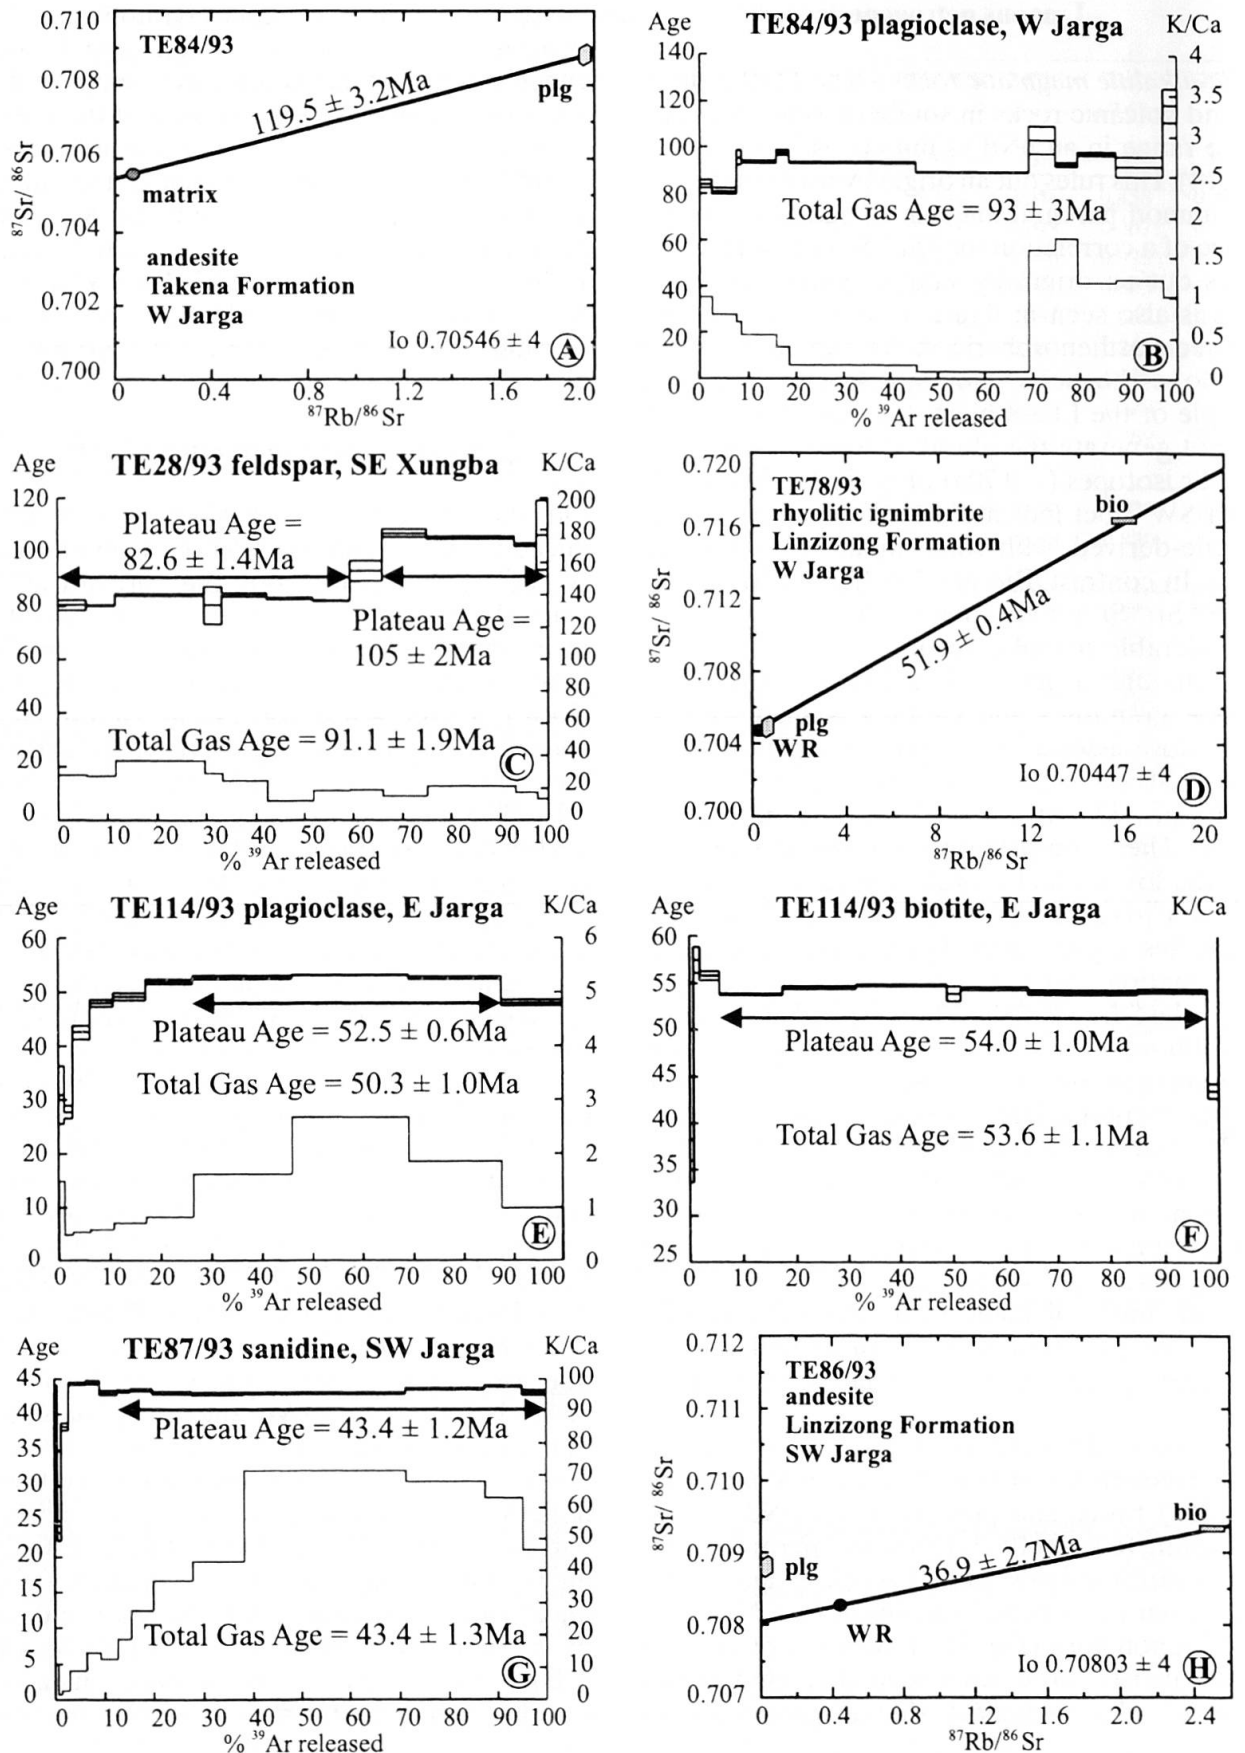 TE84/93
0.710
0.708
0.706
0.704
0.702
0.700
⁸⁷Sr/ ⁸⁶Sr
119.5 ± 3.2Ma
plg
matrix
andesite
Takena Formation
W Jarga
Io 0.70546 ± 4
A
0 0.4 0.8 1.2 1.6 2.0
⁸⁷Rb/⁸⁶Sr
Age TE84/93 plagioclase, W Jarga K/Ca
140
120
100
80
60
40
20
0
4
3.5
3
2.5
2
1.5
1
0.5
0
Total Gas Age = 93 ± 3Ma
B
0 10 20 30 40 50 60 70 80 90 100
% ³⁹Ar released
Age TE28/93 feldspar, SE Xungba K/Ca
120
100
80
60
40
20
0
200
180
160
140
120
100
80
60
40
20
0
Plateau Age =
82.6 ± 1.4Ma
Plateau Age =
105 ± 2Ma
Total Gas Age = 91.1 ± 1.9Ma
C
0 10 20 30 40 50 60 70 80 90 100
% ³⁹Ar released
0.720
0.716
0.712
0.708
0.704
0.700
⁸⁷Sr/ ⁸⁶Sr
TE78/93
rhyolitic ignimbrite
Linzizong Formation
W Jarga
bio
51.9 ± 0.4Ma
plg
WR
Io 0.70447 ± 4
D
0 4 8 12 16 20
⁸⁷Rb/⁸⁶Sr
Age TE114/93 plagioclase, E Jarga K/Ca
60
50
40
30
20
10
0
6
5
4
3
2
1
0
Plateau Age = 52.5 ± 0.6Ma
Total Gas Age = 50.3 ± 1.0Ma
E
0 10 20 30 40 50 60 70 80 90 100
% ³⁹Ar released
Age TE114/93 biotite, E Jarga K/Ca
60
55
50
45
40
35
30
25
Plateau Age = 54.0 ± 1.0Ma
Total Gas Age = 53.6 ± 1.1Ma
F
0 10 20 30 40 50 60 70 80 90 100
% ³⁹Ar released
Age TE87/93 sanidine, SW Jarga K/Ca
45
40
35
30
25
20
15
10
5
0
100
90
80
70
60
50
40
30
20
10
0
Plateau Age = 43.4 ± 1.2Ma
Total Gas Age = 43.4 ± 1.3Ma
G
0 10 20 30 40 50 60 70 80 90 100
% ³⁹Ar released
0.712
0.711
0.710
0.709
0.708
0.707
⁸⁷Sr/ ⁸⁶Sr
TE86/93
andesite
Linzizong Formation
SW Jarga
bio
36.9 ± 2.7Ma
plg
WR
Io 0.70803 ± 4
H
0 0.4 0.8 1.2 1.6 2.0 2.4
⁸⁷Rb/⁸⁶Sr